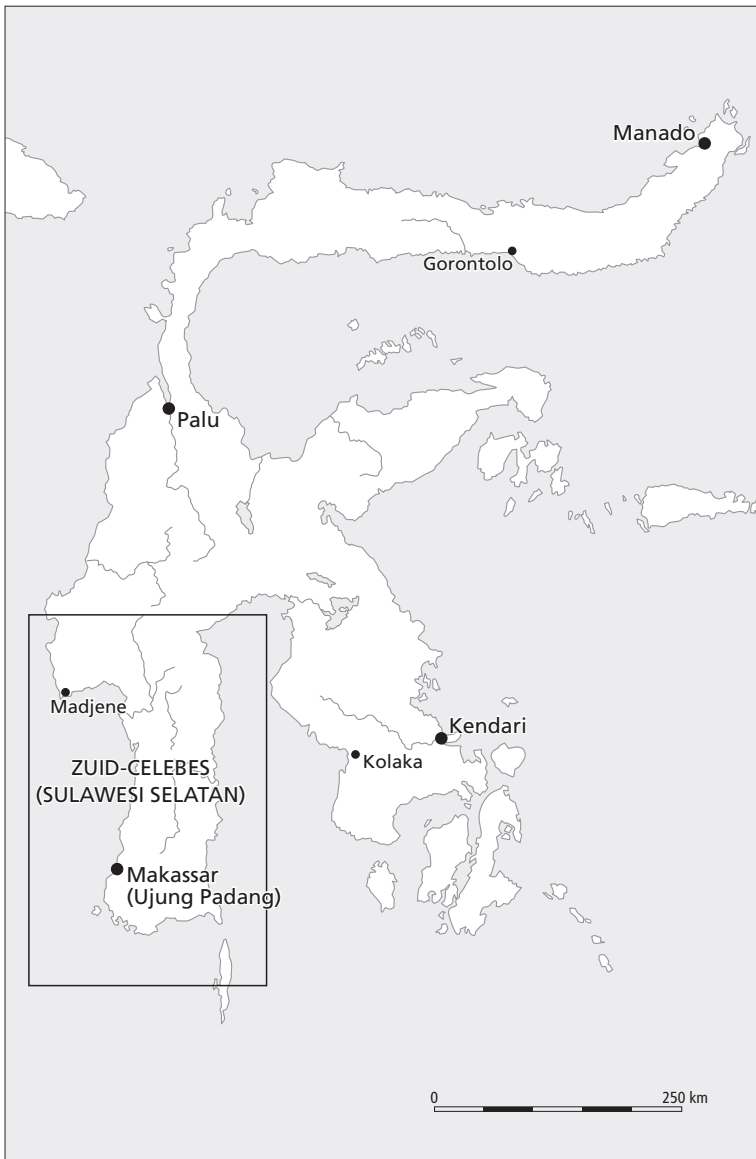 Manado
Gorontolo
Palu
Madjene
Kendari
Kolaka
ZUID-CELEBES
(SULAWESI SELATAN)
Makassar
(Ujung Padang)
0 250 km